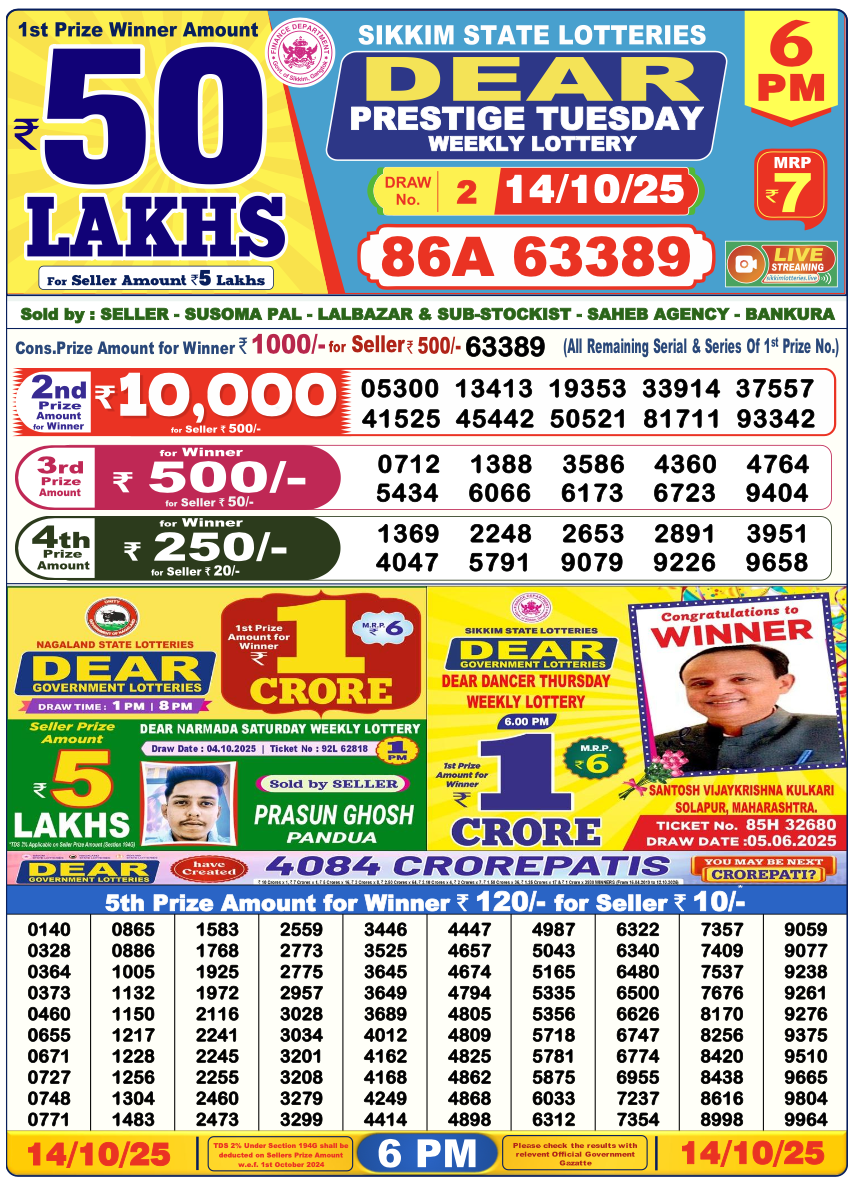 1st Prize Winner Amount
₹50
LAKHS
For Seller Amount ₹5 Lakhs
FINANCE DEPARTMENT
Govt. of Sikkim, Gangtok
SIKKIM STATE LOTTERIES
DEAR
PRESTIGE TUESDAY
WEEKLY LOTTERY
6
PM
DRAW No. 2 14/10/25
MRP
₹7
86A 63389
LIVE
STREAMING
sikkimlotteries.live
Sold by : SELLER - SUSOMA PAL - LALBAZAR & SUB-STOCKIST - SAHEB AGENCY - BANKURA
Cons.Prize Amount for Winner ₹ 1000/- for Seller ₹ 500/- 63389 (All Remaining Serial & Series Of 1st Prize No.)
2nd
Prize
Amount
for Winner
₹10,000
for Seller ₹ 500/-
05300 13413 19353 33914 37557
41525 45442 50521 81711 93342
3rd
Prize
Amount
for Winner
₹ 500/-
for Seller ₹ 50/-
0712 1388 3586 4360 4764
5434 6066 6173 6723 9404
4th
Prize
Amount
for Winner
₹ 250/-
for Seller ₹ 20/-
1369 2248 2653 2891 3951
4047 5791 9079 9226 9658
NAGALAND STATE LOTTERIES
DEAR
GOVERNMENT LOTTERIES
DRAW TIME : 1 PM | 8 PM
1st Prize
Amount for
Winner
₹
1
CRORE
M.R.P.
₹ 6
Seller Prize
Amount
₹ 5
LAKHS
*TDS 2% Applicable on Seller Prize Amount (Section 194G)
DEAR NARMADA SATURDAY WEEKLY LOTTERY
Draw Date : 04.10.2025 | Ticket No : 92L 62818
1
PM
Sold by SELLER
PRASUN GHOSH
PANDUA
SIKKIM STATE LOTTERIES
DEAR
GOVERNMENT LOTTERIES
DEAR DANCER THURSDAY
WEEKLY LOTTERY
6.00 PM
1st Prize
Amount for
Winner
₹
1
CRORE
M.R.P.
₹6
Congratulations to
WINNER
SANTOSH VIJAYKRISHNA KULKARI
SOLAPUR, MAHARASHTRA.
TICKET No. 85H 32680
DRAW DATE :05.06.2025
DEAR
GOVERNMENT LOTTERIES
have
Created
4084 CROREPATIS
YOU MAY BE NEXT
CROREPATI?
5th Prize Amount for Winner ₹ 120/- for Seller ₹ 10/-
0140 0865 1583 2559 3446 4447 4987 6322 7357 9059
0328 0886 1768 2773 3525 4657 5043 6340 7409 9077
0364 1005 1925 2775 3645 4674 5165 6480 7537 9238
0373 1132 1972 2957 3649 4794 5335 6500 7676 9261
0460 1150 2116 3028 3689 4805 5356 6626 8170 9276
0655 1217 2241 3034 4012 4809 5718 6747 8256 9375
0671 1228 2245 3201 4162 4825 5781 6774 8420 9510
0727 1256 2255 3208 4168 4862 5875 6955 8438 9665
0748 1304 2460 3279 4249 4868 6033 7237 8616 9804
0771 1483 2473 3299 4414 4898 6312 7354 8998 9964
14/10/25
TDS 2% Under Section 194G shall be
deducted on Sellers Prize Amount
w.e.f. 1st October 2024
6 PM
Please check the results with
relevent Official Government
Gazatte
14/10/25